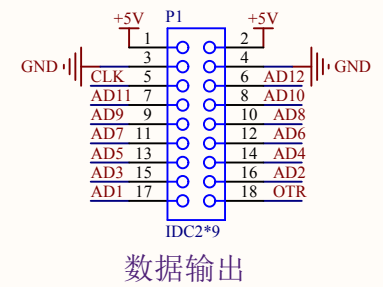 +5V P1 +5V
1 2
GND 3 4 GND
CLK 5 6 AD12
AD11 7 8 AD10
AD9 9 10 AD8
AD7 11 12 AD6
AD5 13 14 AD4
AD3 15 16 AD2
AD1 17 18 OTR
IDC2*9
数据输出